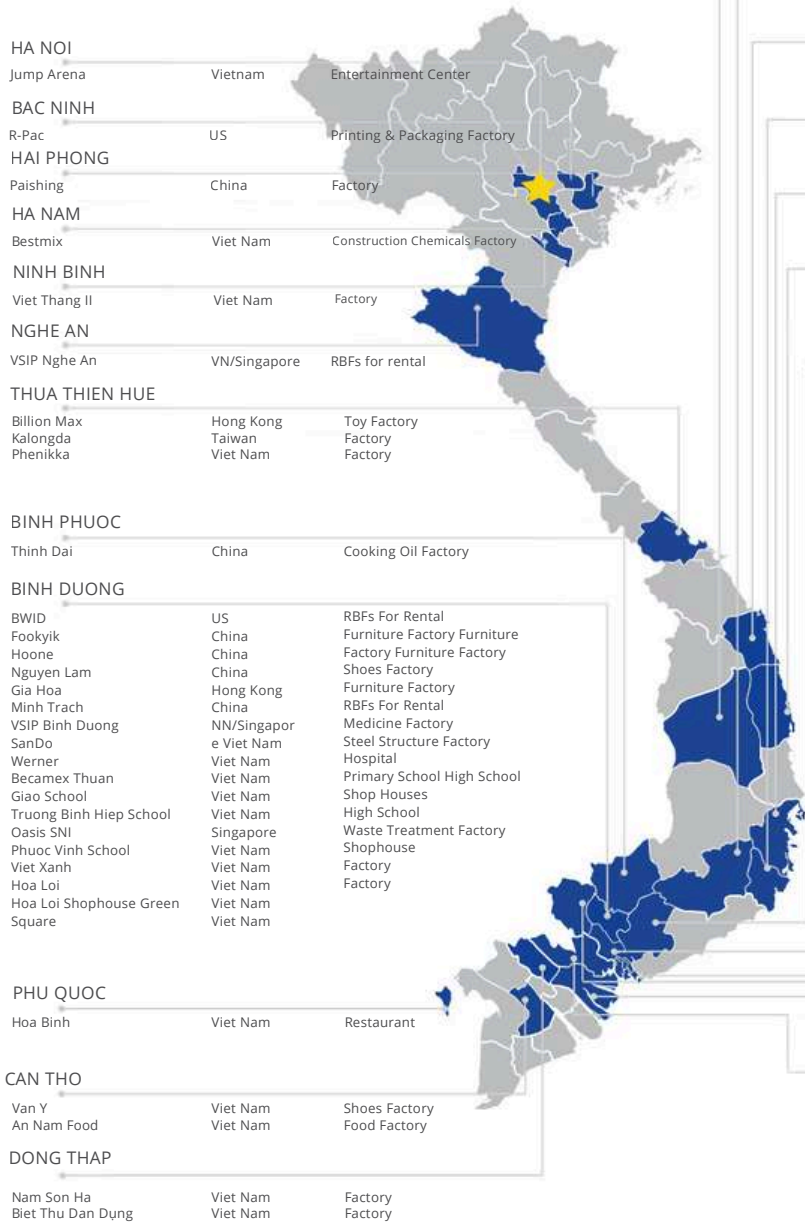 HA NOI
Jump Arena Vietnam Entertainment Center
BAC NINH
R-Pac US Printing & Packaging Factory
HAI PHONG
Paishing China Factory
HA NAM
Bestmix Viet Nam Construction Chemicals Factory
NINH BINH
Viet Thang II Viet Nam Factory
NGHE AN
VSIP Nghe An VN/Singapore RBFs for rental
THUA THIEN HUE
Billion Max Hong Kong Toy Factory
Kalongda Taiwan Factory
Phenikka Viet Nam Factory
BINH PHUOC
Thinh Dai China Cooking Oil Factory
BINH DUONG
BWID US RBFs For Rental
Fookyik China Furniture Factory Furniture
Hoone China Factory Furniture Factory
Nguyen Lam China Shoes Factory
Gia Hoa Hong Kong Furniture Factory
Minh Trach China RBFs For Rental
VSIP Binh Duong NN/Singapor Medicine Factory
SanDo e Viet Nam Steel Structure Factory
Werner Viet Nam Hospital
Becamex Thuan Viet Nam Primary School High School
Giao School Viet Nam Shop Houses
Truong Binh Hiep School Viet Nam High School
Oasis SNI Singapore Waste Treatment Factory
Phuoc Vinh School Viet Nam Shophouse
Viet Xanh Viet Nam Factory
Hoa Loi Viet Nam Factory
Hoa Loi Shophouse Green Viet Nam
Square Viet Nam
PHU QUOC
Hoa Binh Viet Nam Restaurant
CAN THO
Van Y Viet Nam Shoes Factory
An Nam Food Viet Nam Food Factory
DONG THAP
Nam Son Ha Viet Nam Factory
Biet Thu Dan Dụng Viet Nam Factory